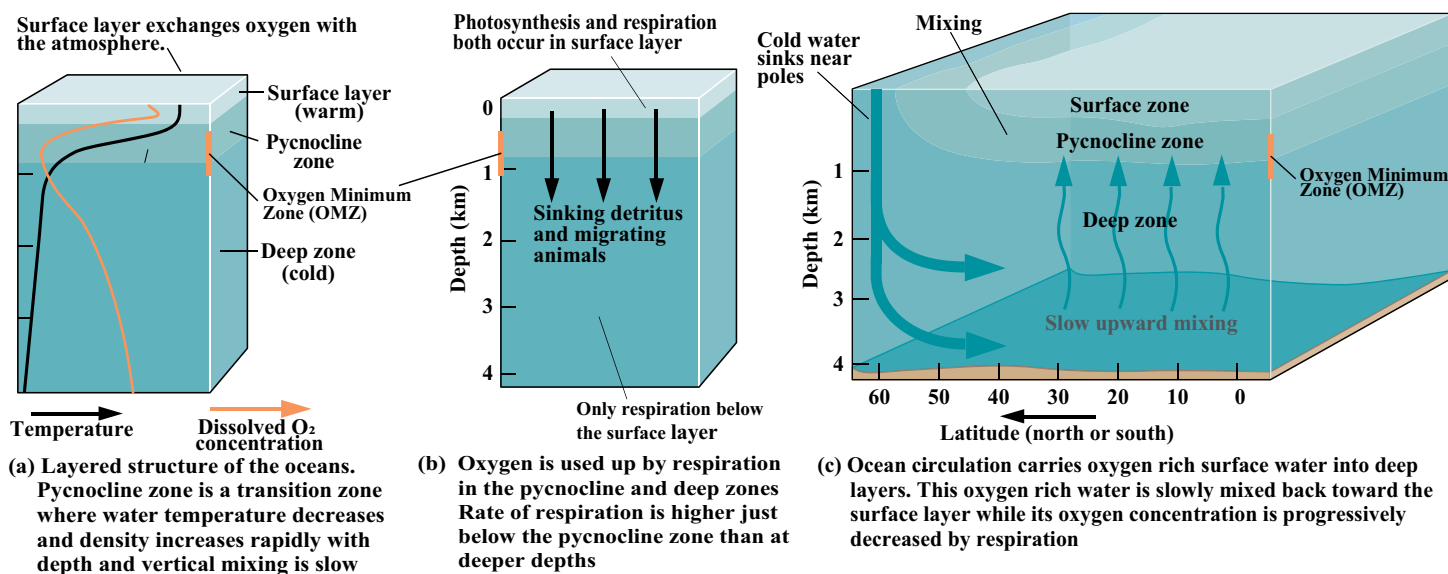 Surface layer exchanges oxygen with
the atmosphere.
Surface layer
(warm)
Pycnocline
zone
Oxygen Minimum
Zone (OMZ)
Deep zone
(cold)
Temperature
Dissolved O₂
concentration
(a) Layered structure of the oceans.
Pycnocline zone is a transition zone
where water temperature decreases
and density increases rapidly with
depth and vertical mixing is slow
Photosynthesis and respiration
both occur in surface layer
0
1
2
3
4
Depth (km)
Sinking detritus
and migrating
animals
Only respiration below
the surface layer
(b) Oxygen is used up by respiration
in the pycnocline and deep zones
Rate of respiration is higher just
below the pycnocline zone than at
deeper depths
Cold water
sinks near
poles
Mixing
Surface zone
Pycnocline zone
Oxygen Minimum
Zone (OMZ)
Deep zone
Slow upward mixing
1
2
3
4
Depth (km)
60 50 40 30 20 10 0
Latitude (north or south)
(c) Ocean circulation carries oxygen rich surface water into deep
layers. This oxygen rich water is slowly mixed back toward the
surface layer while its oxygen concentration is progressively
decreased by respiration